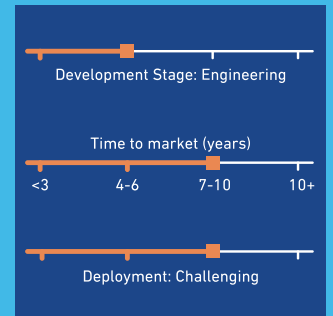 Development Stage: Engineering
Time to market (years)
<3 4-6 7-10 10+
Deployment: Challenging